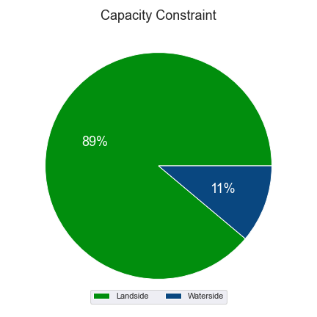 Capacity Constraint
89%
11%
Landside Waterside